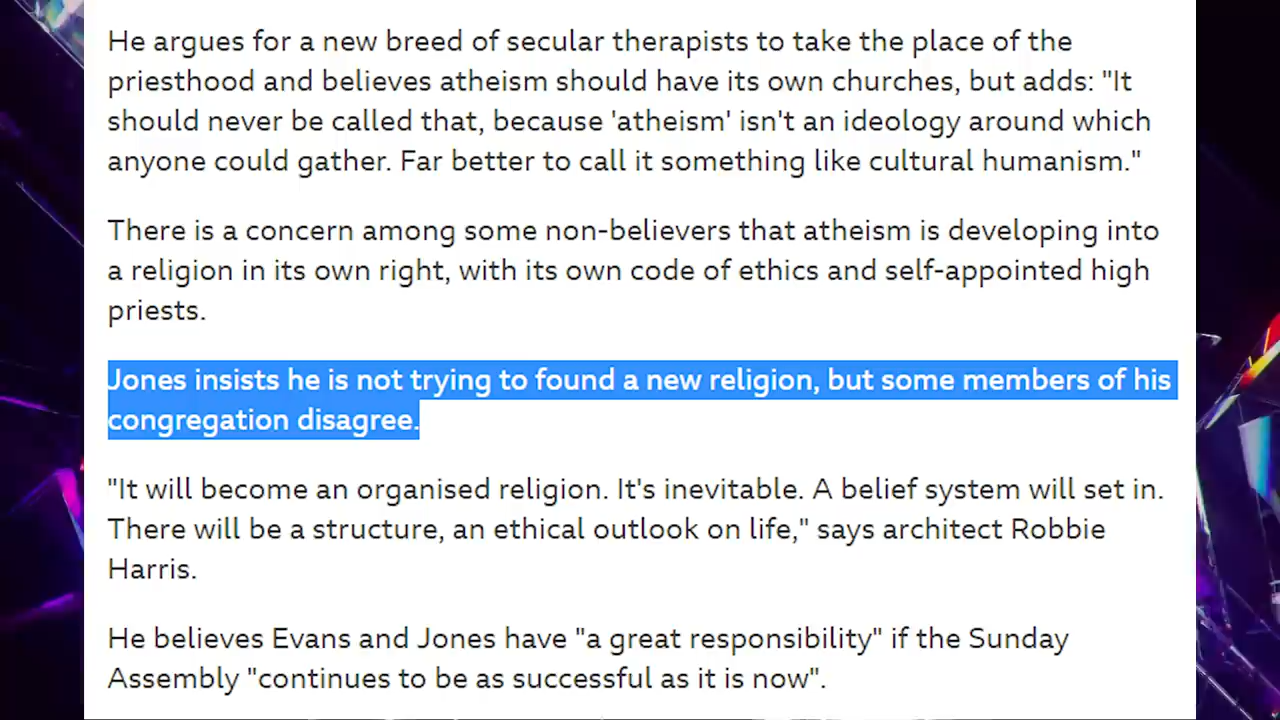 He argues for a new breed of secular therapists to take the place of the
priesthood and believes atheism should have its own churches, but adds: "It
should never be called that, because 'atheism' isn't an ideology around which
anyone could gather. Far better to call it something like cultural humanism."
There is a concern among some non-believers that atheism is developing into
a religion in its own right, with its own code of ethics and self-appointed high
priests.
Jones insists he is not trying to found a new religion, but some members of his
congregation disagree.
"It will become an organised religion. It's inevitable. A belief system will set in.
There will be a structure, an ethical outlook on life," says architect Robbie
Harris.
He believes Evans and Jones have "a great responsibility" if the Sunday
Assembly "continues to be as successful as it is now".